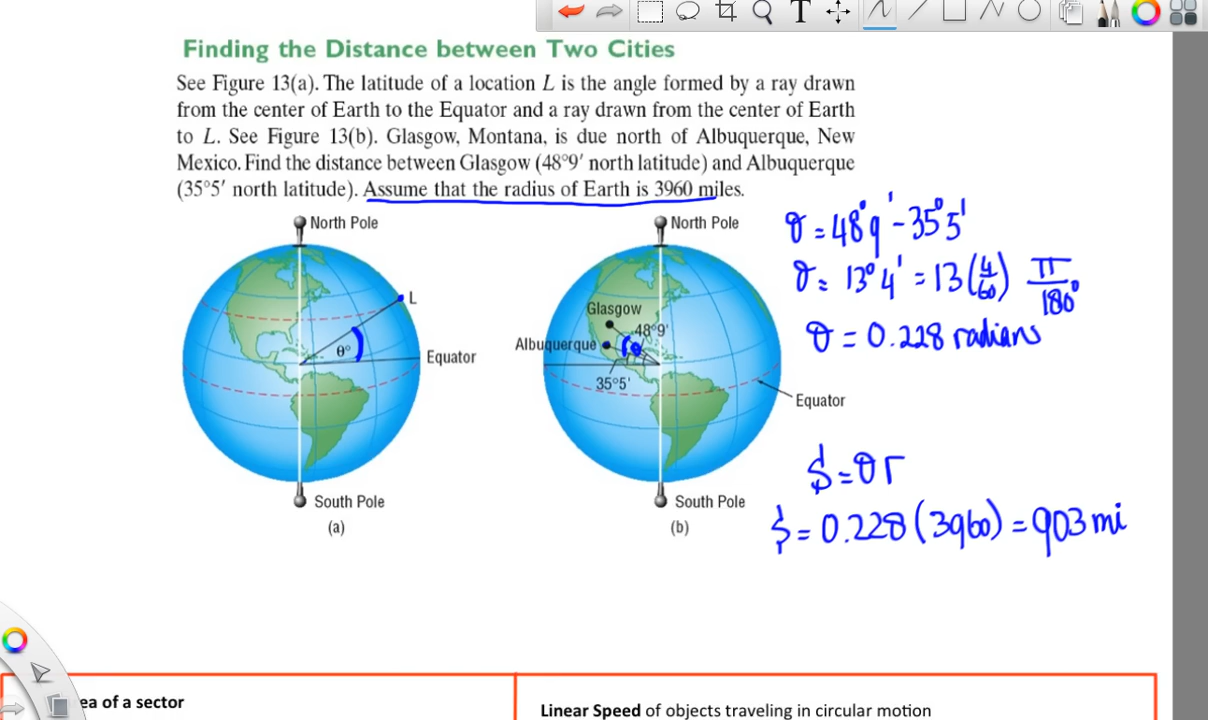 T
Finding the Distance between Two Cities
See Figure 13(a). The latitude of a location L is the angle formed by a ray drawn
from the center of Earth to the Equator and a ray drawn from the center of Earth
to L. See Figure 13(b). Glasgow, Montana, is due north of Albuquerque, New
Mexico. Find the distance between Glasgow (48°9′ north latitude) and Albuquerque
(35°5′ north latitude). Assume that the radius of Earth is 3960 miles.
North Pole
L
θ°
Equator
South Pole
(a)
North Pole
Glasgow
48°9'
Albuquerque
θ
35°5'
Equator
South Pole
(b)
θ = 48°9' - 35°5'
θ = 13°4' = 13(4/60) π/180°
θ = 0.228 radians
S = θr
S = 0.228(3960) = 903 mi
ea of a sector
Linear Speed of objects traveling in circular motion